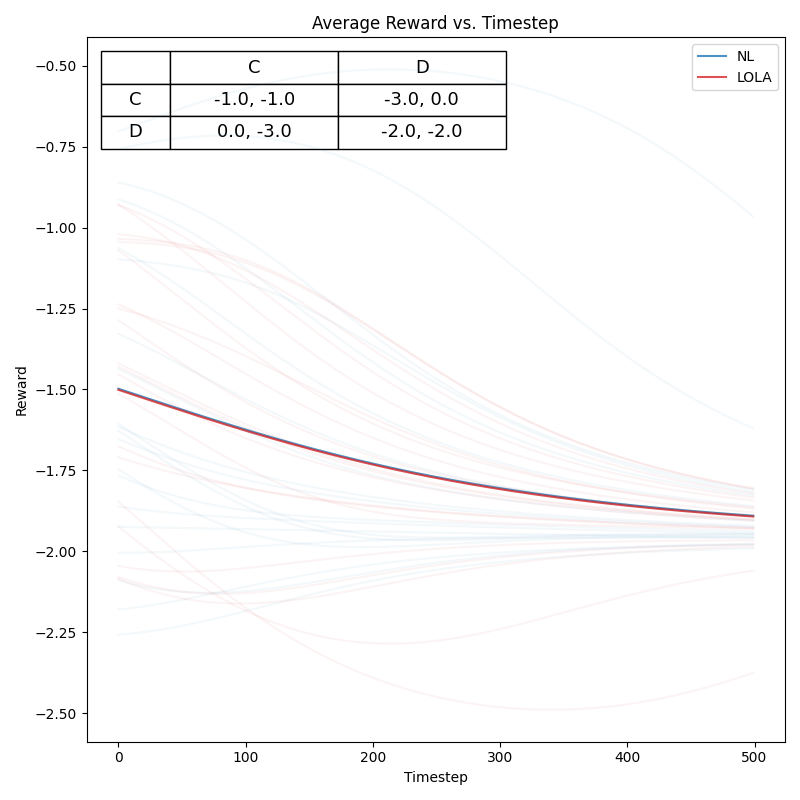 Average Reward vs. Timestep
C D
C -1.0, -1.0 -3.0, 0.0
D 0.0, -3.0 -2.0, -2.0
NL
LOLA
Reward
−0.50
−0.75
−1.00
−1.25
−1.50
−1.75
−2.00
−2.25
−2.50
0 100 200 300 400 500
Timestep